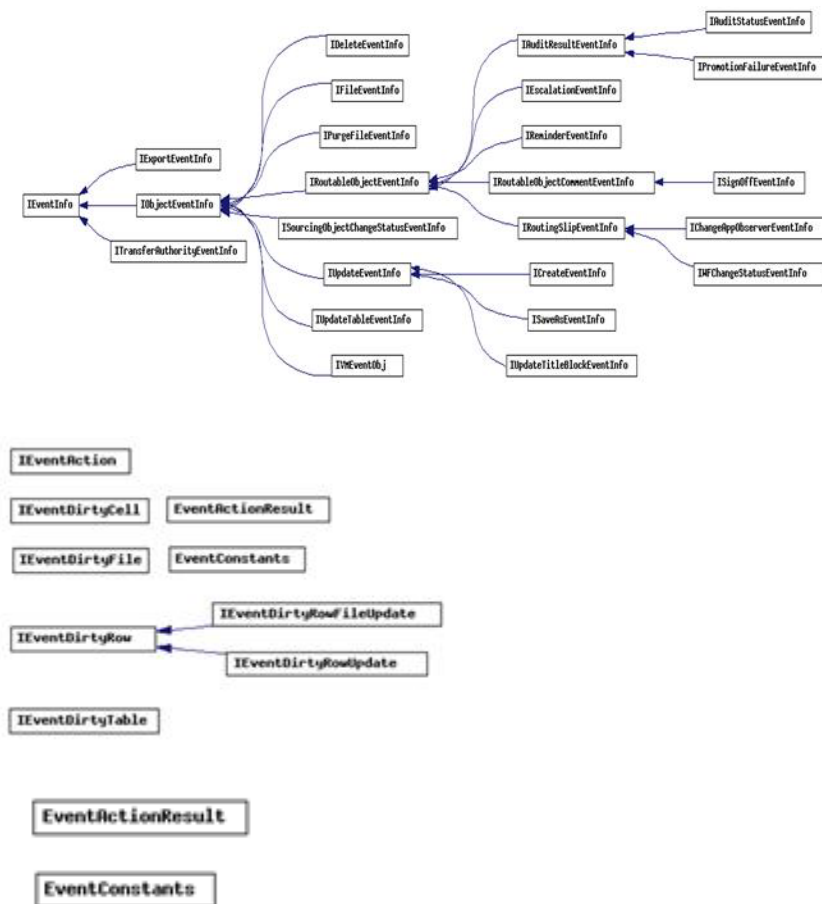 IAuditStatusEventInfo
IDeleteEventInfo
IAuditResultEventInfo
IPromotionFailureEventInfo
IFileEventInfo
IEscalationEventInfo
IPurgeFileEventInfo
IReminderEventInfo
IExportEventInfo
IRoutableObjectEventInfo
IRoutableObjectCommentEventInfo
ISignOffEventInfo
IEventInfo
IObjectEventInfo
ISourcingObjectChangeStatusEventInfo
IRoutingSlipEventInfo
IChangeAppObserverEventInfo
ITransferAuthorityEventInfo
IUpdateEventInfo
ICreateEventInfo
IWFChangeStatusEventInfo
IUpdateTableEventInfo
ISaveAsEventInfo
IVMEventObj
IUpdateTitleBlockEventInfo
IEventAction
IEventDirtyCell
EventActionResult
IEventDirtyFile
EventConstants
IEventDirtyRowFileUpdate
IEventDirtyRow
IEventDirtyRowUpdate
IEventDirtyTable
EventActionResult
EventConstants